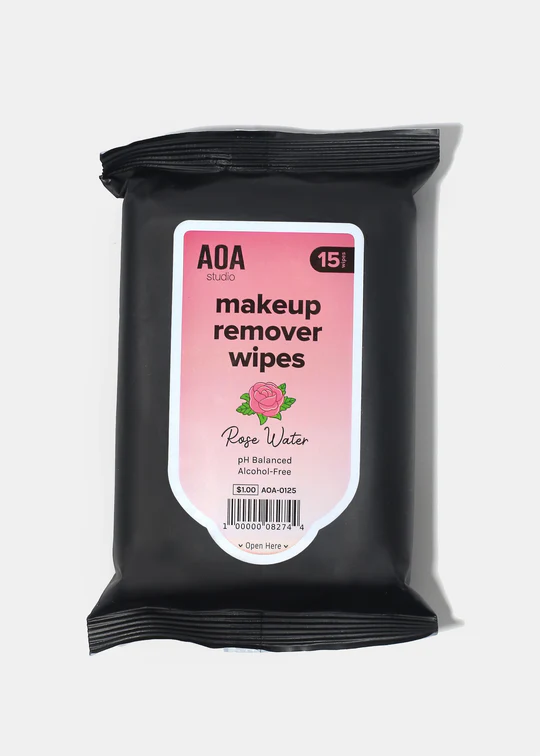 AOA
studio
15 wipes
makeup
remover
wipes
Rose Water
pH Balanced
Alcohol-Free
$1.00 AOA-0125
1 00000 08274 4
Open Here